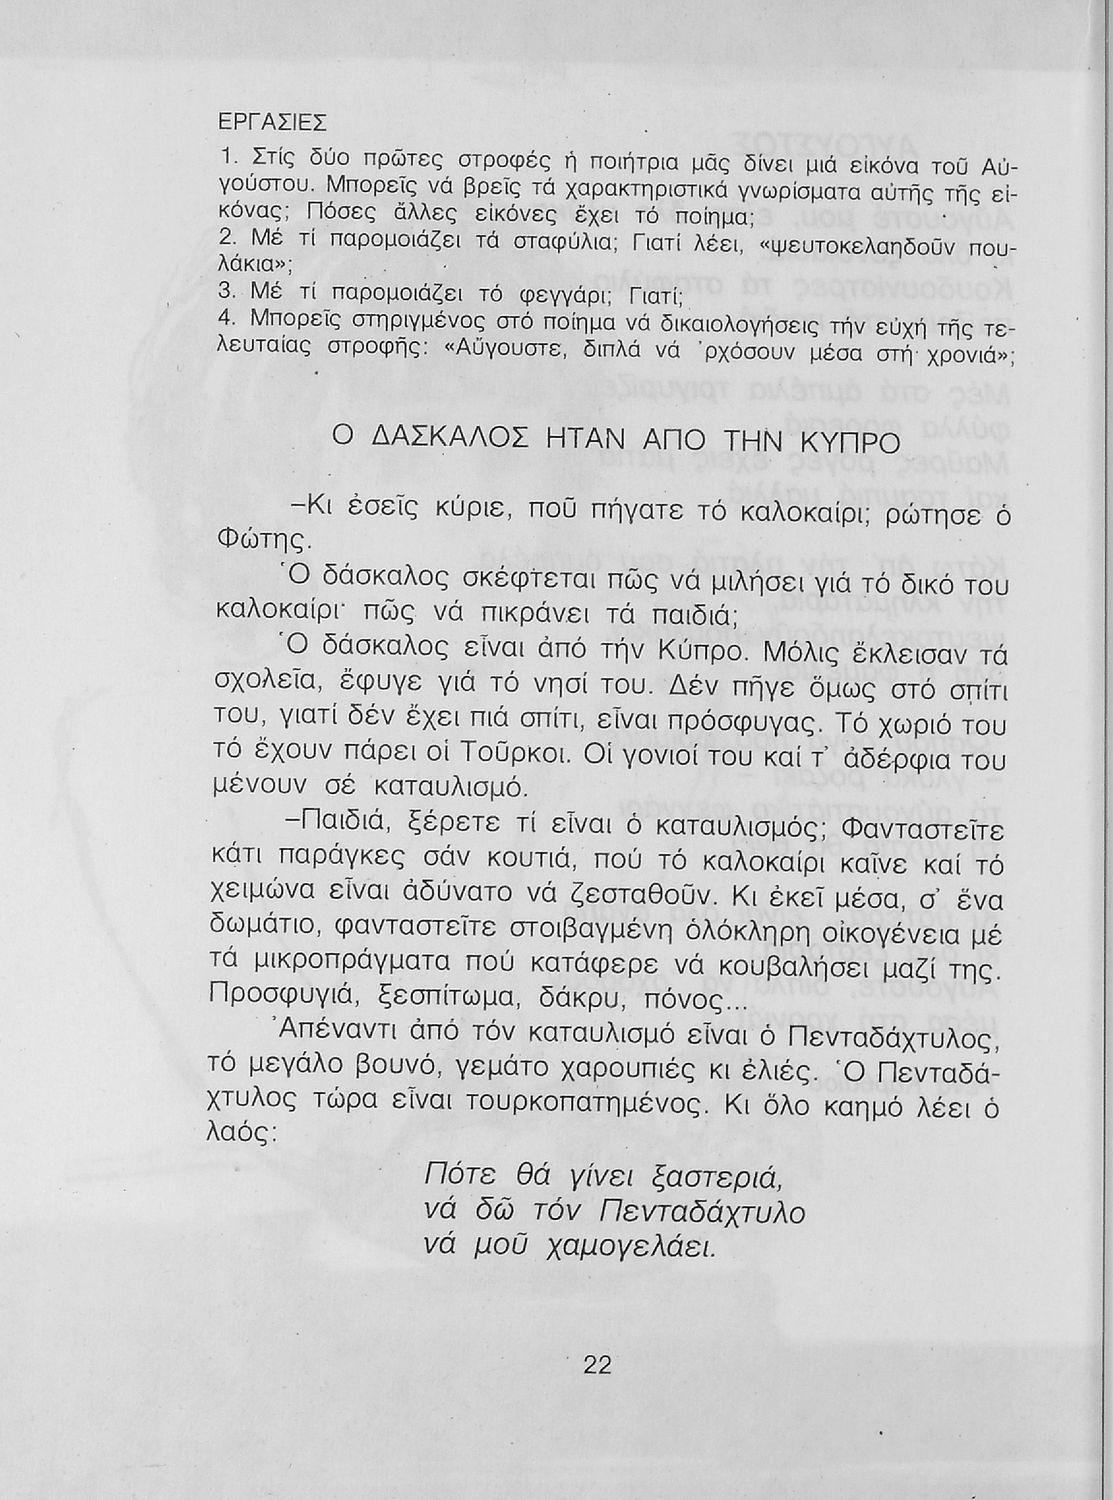 ΕΡΓΑΣΙΕΣ
1. Στίς δύο πρῶτες στροφές ἡ ποιήτρια μᾶς δίνει μιά εἰκόνα τοῦ Αὐ-
γούστου. Μπορεῖς νά βρεῖς τά χαρακτηριστικά γνωρίσματα αὐτῆς τῆς εἰ-
κόνας; Πόσες ἄλλες εἰκόνες ἔχει τό ποίημα;
2. Μέ τί παρομοιάζει τά σταφύλια; Γιατί λέει, «ψευτοκελαηδοῦν που-
λάκια»;
3. Μέ τί παρομοιάζει τό φεγγάρι; Γιατί;
4. Μπορεῖς στηριγμένος στό ποίημα νά δικαιολογήσεις τήν εὐχή τῆς τε-
λευταίας στροφῆς: «Αὔγουστε, διπλά νά ᾿ρχόσουν μέσα στή χρονιά»;
Ο ΔΑΣΚΑΛΟΣ ΗΤΑΝ ΑΠΟ ΤΗΝ ΚΥΠΡΟ
–Κι ἐσεῖς κύριε, ποῦ πήγατε τό καλοκαίρι; ρώτησε ὁ
Φώτης.
Ὁ δάσκαλος σκέφτεται πῶς νά μιλήσει γιά τό δικό του
καλοκαίρι· πῶς νά πικράνει τά παιδιά;
Ὁ δάσκαλος εἶναι ἀπό τήν Κύπρο. Μόλις ἔκλεισαν τά
σχολεῖα, ἔφυγε γιά τό νησί του. Δέν πῆγε ὅμως στό σπίτι
του, γιατί δέν ἔχει πιά σπίτι, εἶναι πρόσφυγας. Τό χωριό του
τό ἔχουν πάρει οἱ Τοῦρκοι. Οἱ γονιοί του καί τ᾿ ἀδέρφια του
μένουν σέ καταυλισμό.
–Παιδιά, ξέρετε τί εἶναι ὁ καταυλισμός; Φανταστεῖτε
κάτι παράγκες σάν κουτιά, πού τό καλοκαίρι καῖνε καί τό
χειμώνα εἶναι ἀδύνατο νά ζεσταθοῦν. Κι ἐκεῖ μέσα, σ᾿ ἕνα
δωμάτιο, φανταστεῖτε στοιβαγμένη ὁλόκληρη οἰκογένεια μέ
τά μικροπράγματα πού κατάφερε νά κουβαλήσει μαζί της.
Προσφυγιά, ξεσπίτωμα, δάκρυ, πόνος...
Ἀπέναντι ἀπό τόν καταυλισμό εἶναι ὁ Πενταδάχτυλος,
τό μεγάλο βουνό, γεμάτο χαρουπιές κι ἐλιές. Ὁ Πενταδά-
χτυλος τώρα εἶναι τουρκοπατημένος. Κι ὅλο καημό λέει ὁ
λαός:
Πότε θά γίνει ξαστεριά,
νά δῶ τόν Πενταδάχτυλο
νά μοῦ χαμογελάει.
22